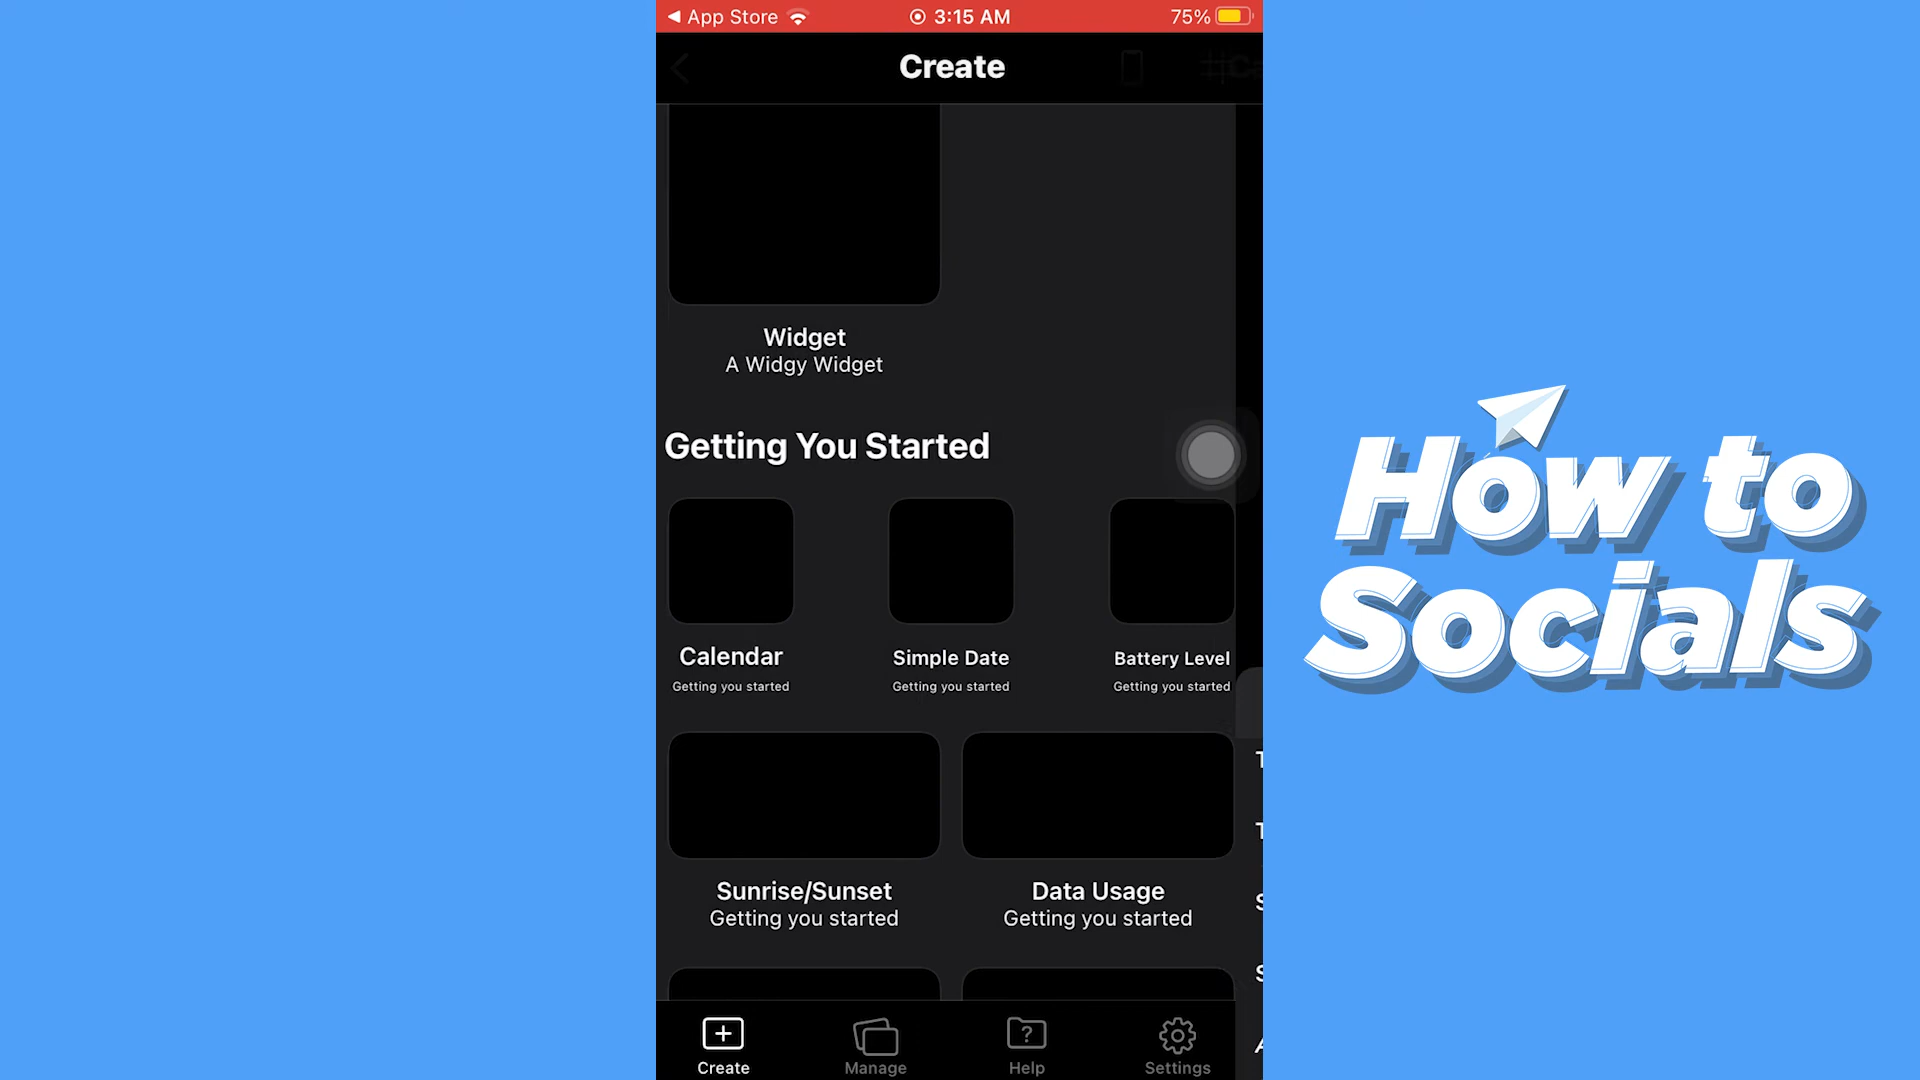 App Store
3:15 AM
75%
Create
Widget
A Widgy Widget
Getting You Started
Calendar
Getting you started
Simple Date
Getting you started
Battery Level
Getting you started
Sunrise/Sunset
Getting you started
Data Usage
Getting you started
Create
Manage
Help
Settings
How to
Socials